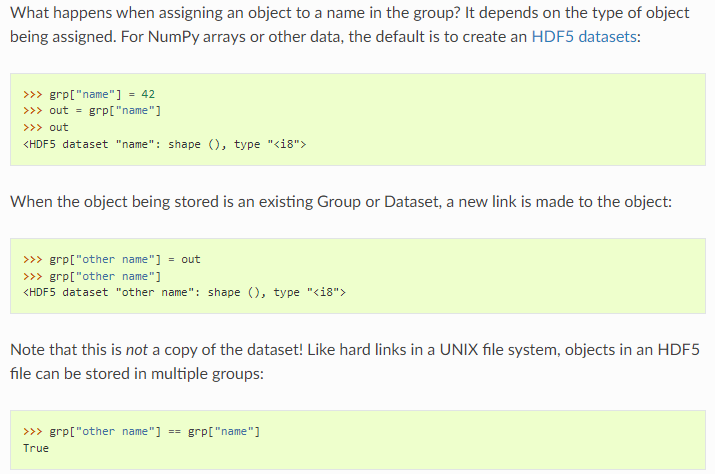 What happens when assigning an object to a name in the group? It depends on the type of object
being assigned. For NumPy arrays or other data, the default is to create an HDF5 datasets:
>>> grp["name"] = 42
>>> out = grp["name"]
>>> out
<HDF5 dataset "name": shape (), type "<i8">
When the object being stored is an existing Group or Dataset, a new link is made to the object:
>>> grp["other name"] = out
>>> grp["other name"]
<HDF5 dataset "other name": shape (), type "<i8">
Note that this is not a copy of the dataset! Like hard links in a UNIX file system, objects in an HDF5
file can be stored in multiple groups:
>>> grp["other name"] == grp["name"]
True